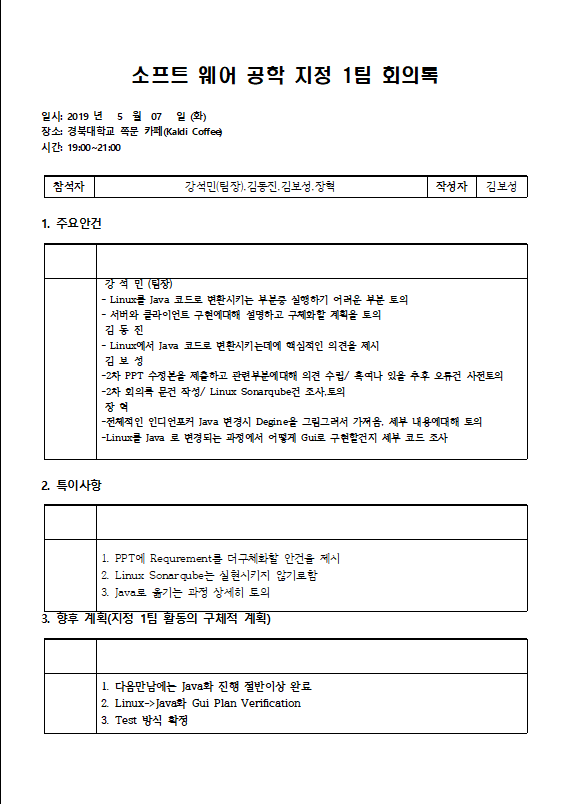 소프트 웨어 공학 지정 1팀 회의록
일시: 2019 년 5 월 07 일 (화)
장소: 경북대학교 쪽문 카페(Kaldi Coffee)
시간: 19:00~21:00
참석자 강석민(팀장),김동진,김보성,장혁 작성자 김보성
1. 주요안건
강 석 민 (팀장)
- Linux를 Java 코드로 변환시키는 부분중 실행하기 어려운 부분 토의
- 서버와 클라이언트 구현에대해 설명하고 구체화할 계획을 토의
김 동 진
- Linux에서 Java 코드로 변환시키는데에 핵심적인 의견을 제시
김 보 성
-2차 PPT 수정본을 제출하고 관련부분에대해 의견 수립/ 혹여나 있을 추후 오류건 사전토의
-2차 회의록 문건 작성/ Linux Sonarqube건 조사,토의
장 혁
-전체적인 인디언포커 Java 변경시 Degine을 그림그려서 가져옴. 세부 내용에대해 토의
-Linux를 Java 로 변경되는 과정에서 어떻게 Gui로 구현할건지 세부 코드 조사
2. 특이사항
1. PPT에 Requrement를 더구체화할 안건을 제시
2. Linux Sonarqube는 실현시키지 않기로함
3. Java로 옮기는 과정 상세히 토의
3. 향후 계획(지정 1팀 활동의 구체적 계획)
1. 다음만남에는 Java화 진행 절반이상 완료
2. Linux->Java화 Gui Plan Verification
3. Test 방식 확정